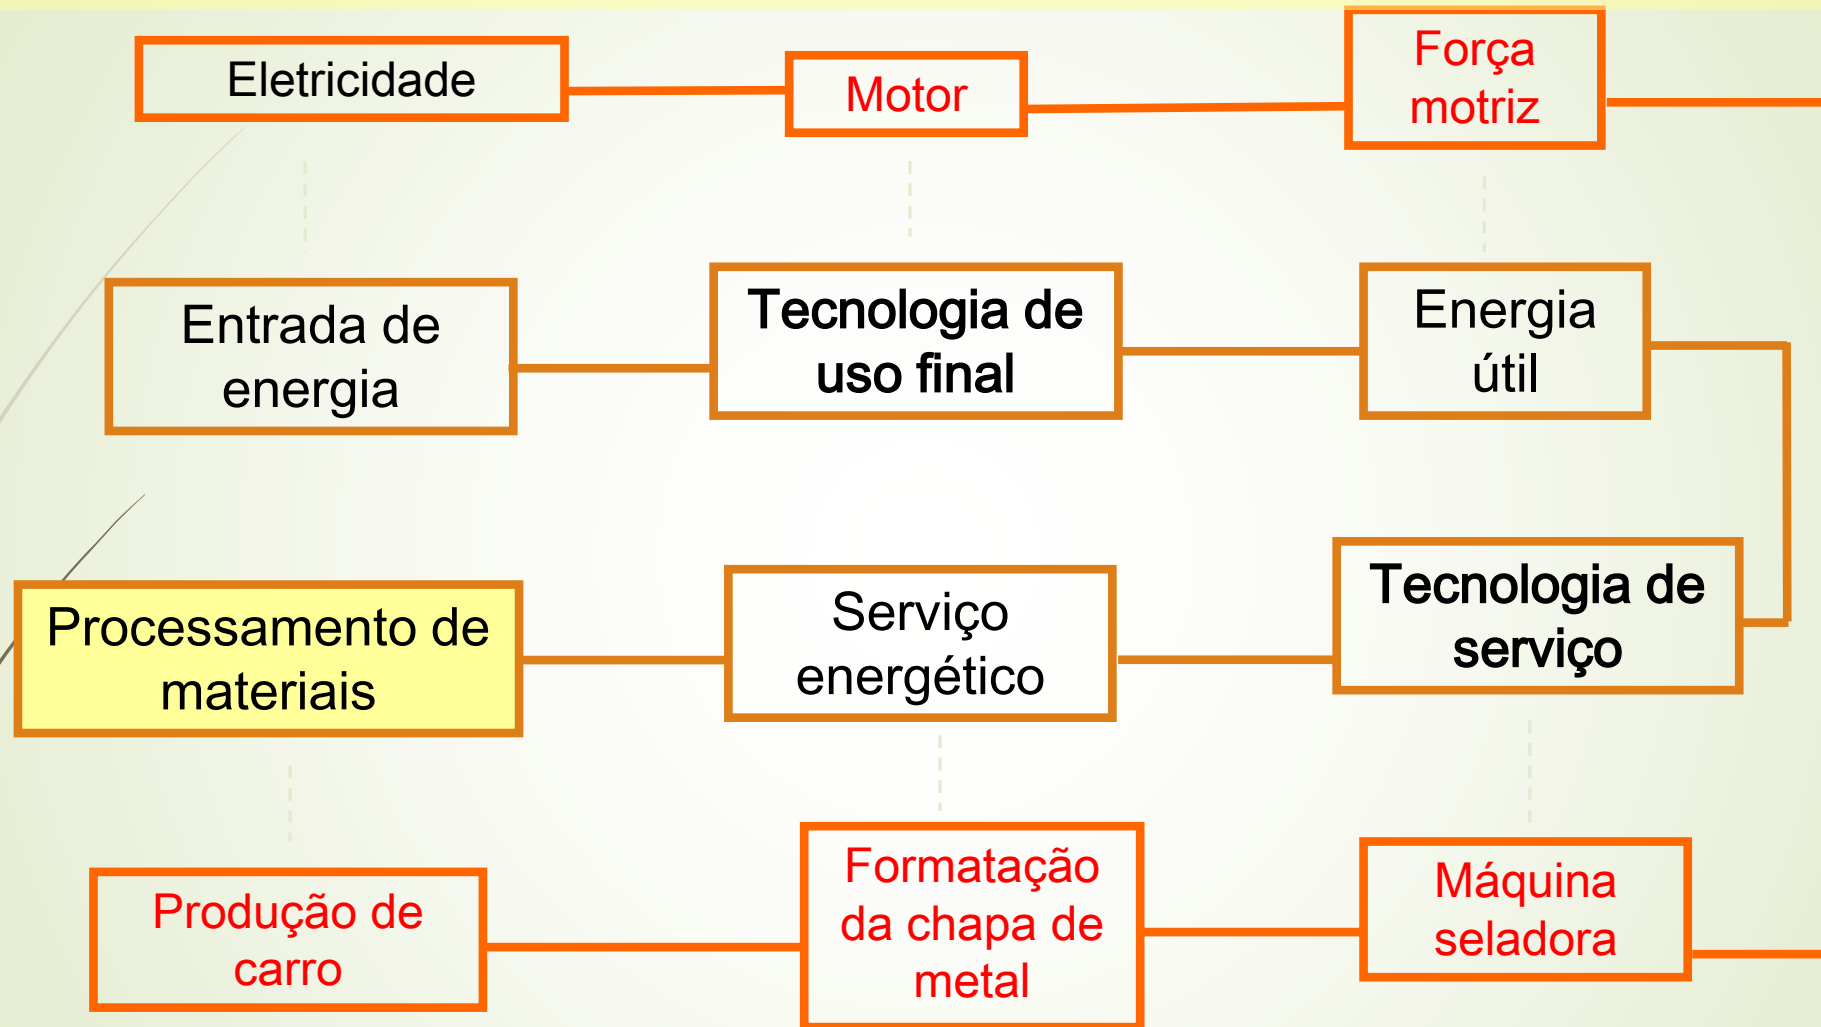 Eletricidade
Motor
Força
motriz
Entrada de
energia
Tecnologia de
uso final
Energia
útil
Processamento de
materiais
Serviço
energético
Tecnologia de
serviço
Produção de
carro
Formatação
da chapa de
metal
Máquina
seladora